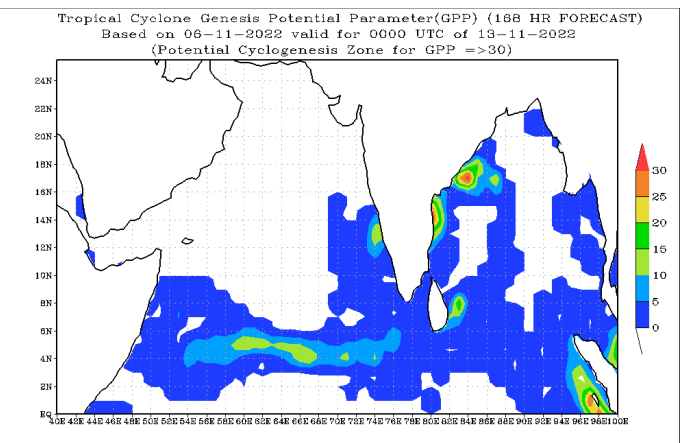 Tropical Cyclone Genesis Potential Parameter(GPP) (168 HR FORECAST)
Based on 06-11-2022 valid for 0000 UTC of 13-11-2022
(Potential Cyclogenesis Zone for GPP =>30)
24N
22N
20N
18N
16N
14N
12N
10N
8N
6N
4N
2N
EQ
40E 42E 44E 46E 48E 50E 52E 54E 56E 58E 60E 62E 64E 66E 68E 70E 72E 74E 76E 78E 80E 82E 84E 86E 88E 90E 92E 94E 96E 98E 100E
30
25
20
15
10
5
0